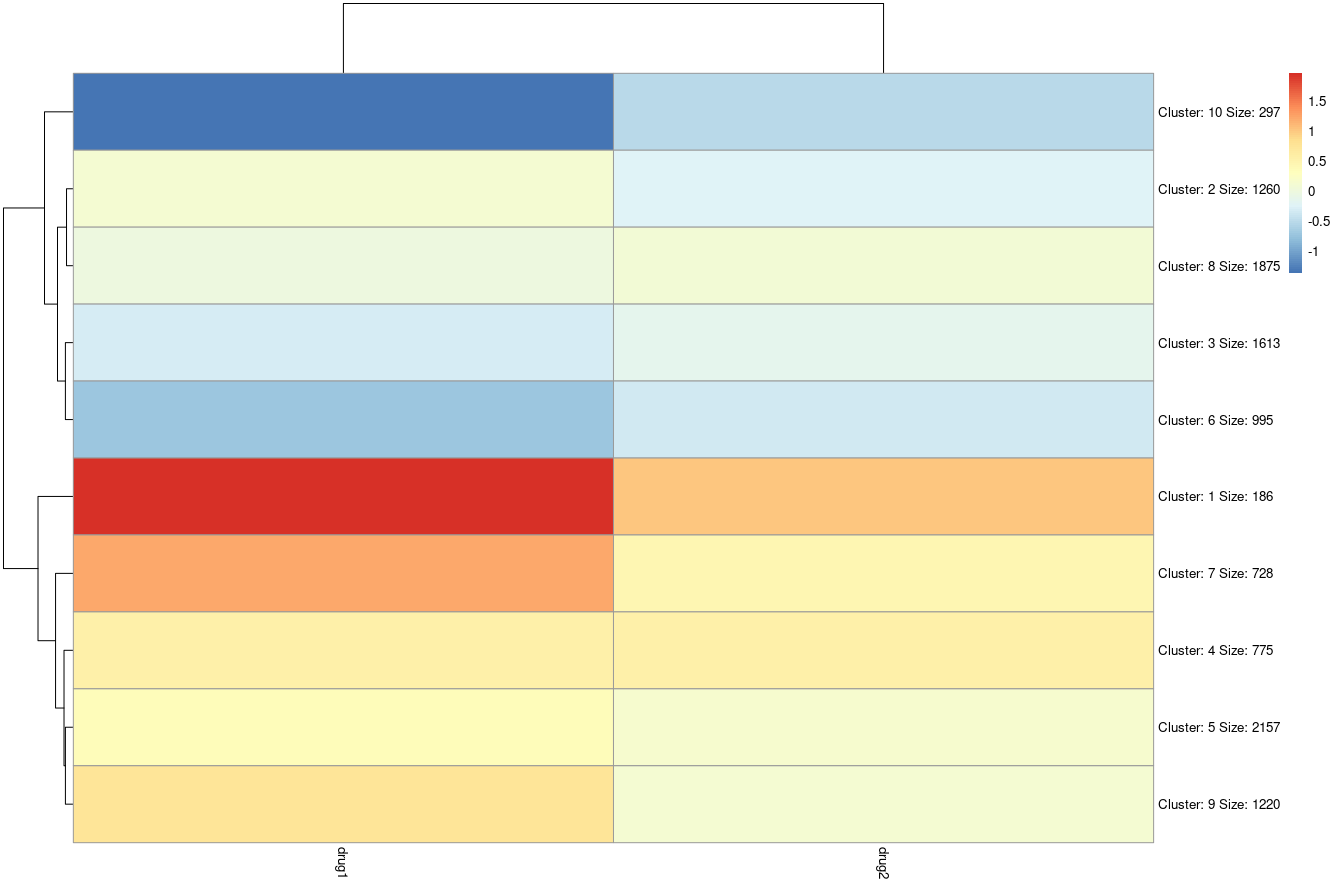 Cluster: 10 Size: 297
Cluster: 2 Size: 1260
Cluster: 8 Size: 1875
Cluster: 3 Size: 1613
Cluster: 6 Size: 995
Cluster: 1 Size: 186
Cluster: 7 Size: 728
Cluster: 4 Size: 775
Cluster: 5 Size: 2157
Cluster: 9 Size: 1220
1.5
1
0.5
0
-0.5
-1
drug1
drug2